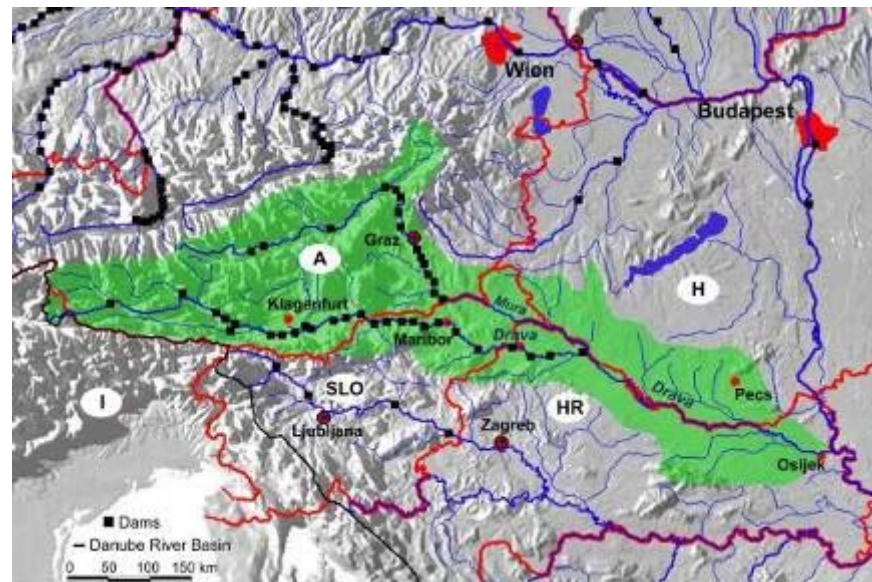 Wien
Budapest
Graz
A
H
Klagenfurt
Mura
Maribor
Drava
Drava
Pecs
I
SLO
HR
Ljubljana
Zagreb
Osijek
Dams
Danube River Basin
0 25 50 100 150 km